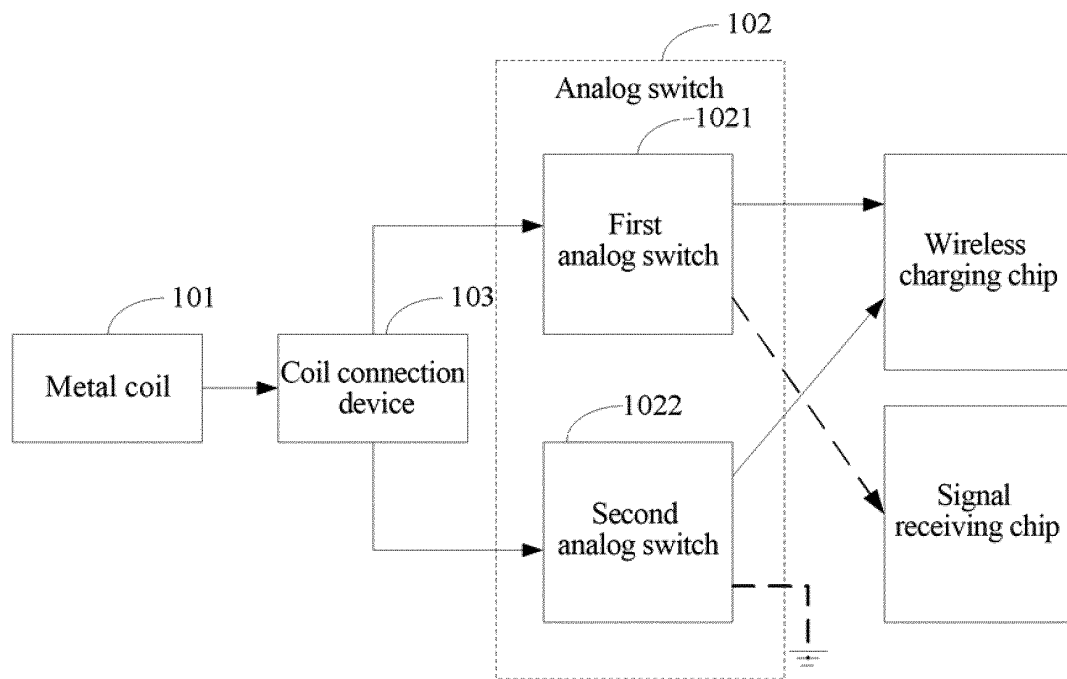 102
Analog switch
1021
First
analog switch
Wireless
charging chip
101
103
Metal coil
Coil connection
device
1022
Second
analog switch
Signal
receiving chip